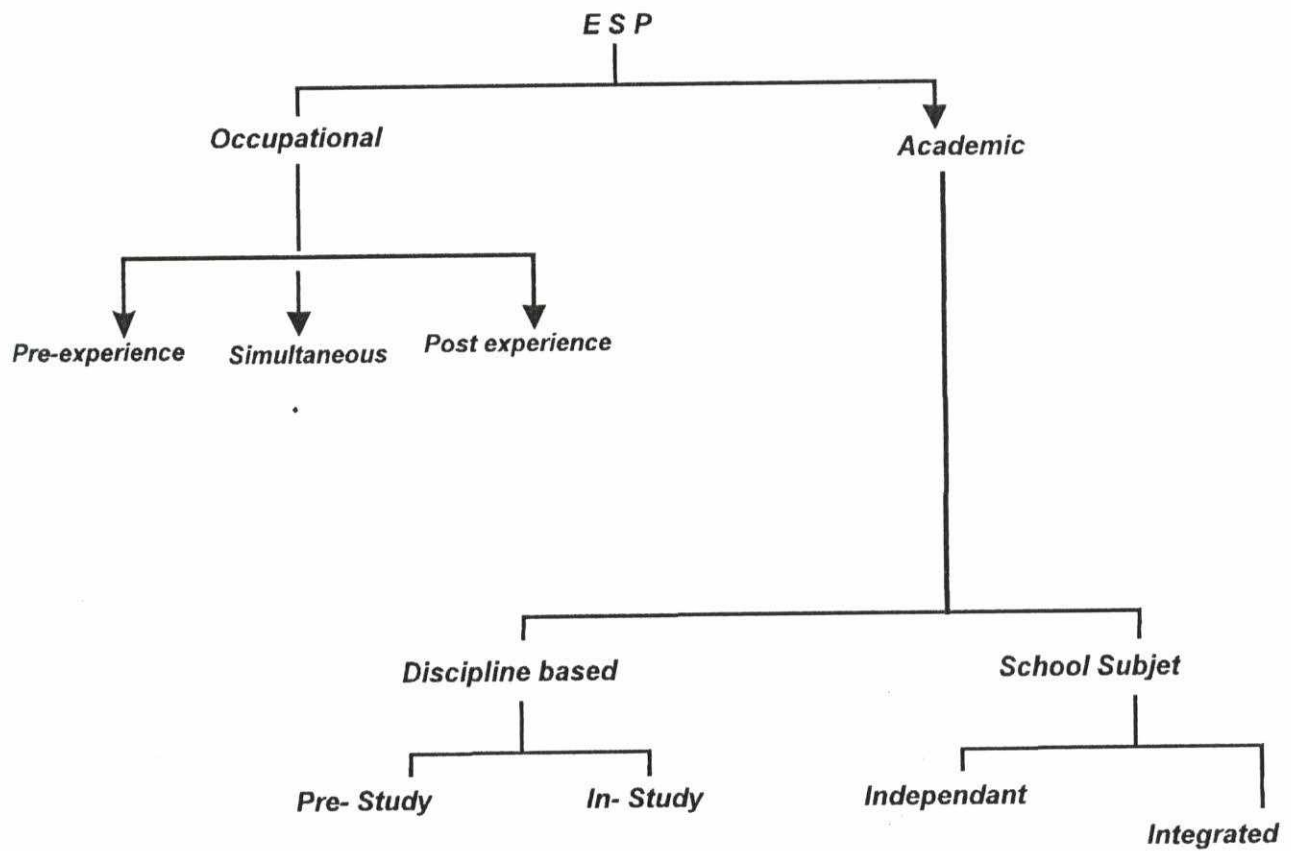 E S P
Occupational
Academic
Pre-experience
Simultaneous
Post experience
Discipline based
School Subjet
Pre- Study
In- Study
Independant
Integrated